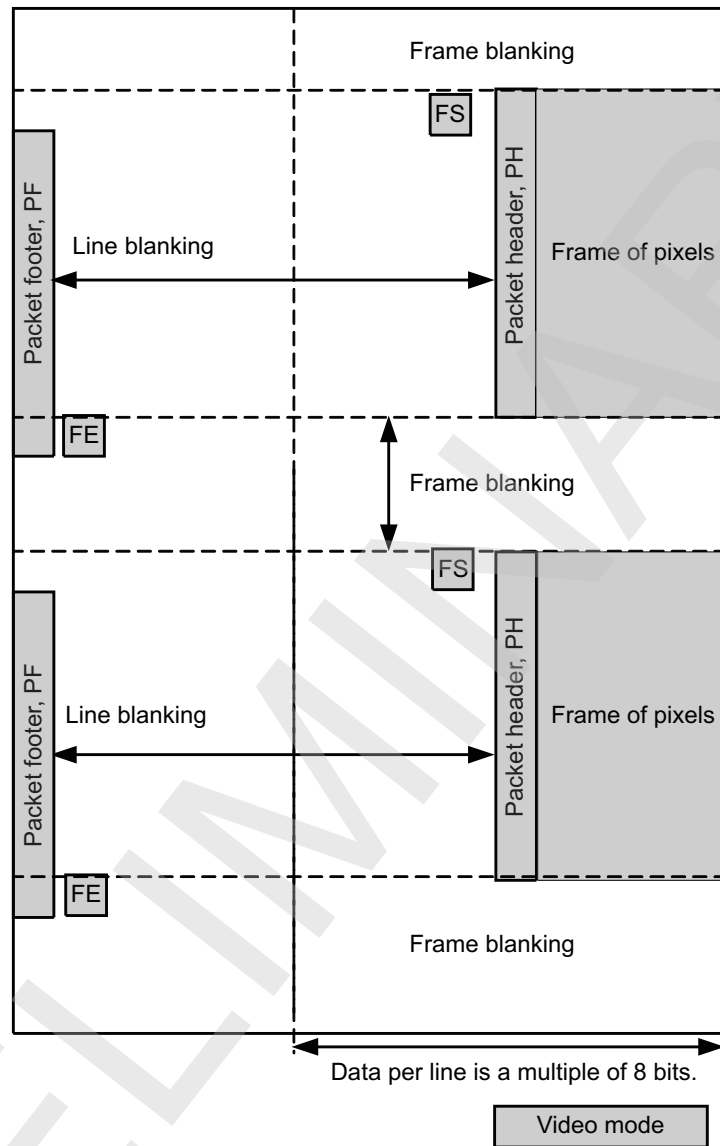 Frame blanking
FS
Packet footer, PF
Line blanking
Packet header, PH
Frame of pixels
FE
Frame blanking
FS
Packet footer, PF
Line blanking
Packet header, PH
Frame of pixels
FE
Frame blanking
Data per line is a multiple of 8 bits.
Video mode